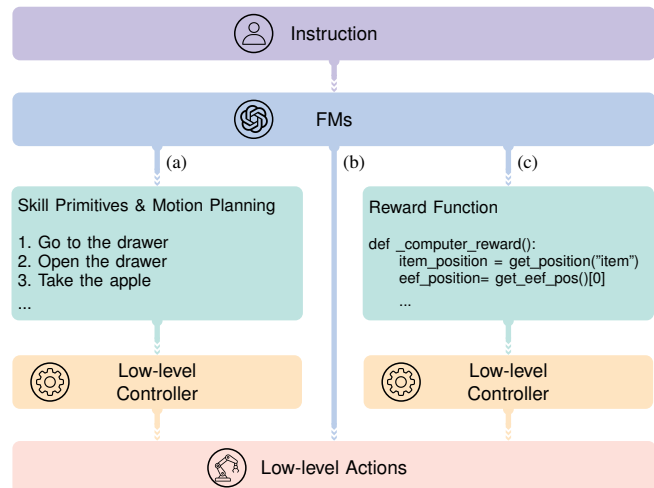 Instruction
FMs
(a)
(b)
(c)
Skill Primitives & Motion Planning
1. Go to the drawer
2. Open the drawer
3. Take the apple
...
Reward Function
def _computer_reward():
item_position = get_position("item")
eef_position= get_eef_pos()[0]
...
Low-level
Controller
Low-level
Controller
Low-level Actions